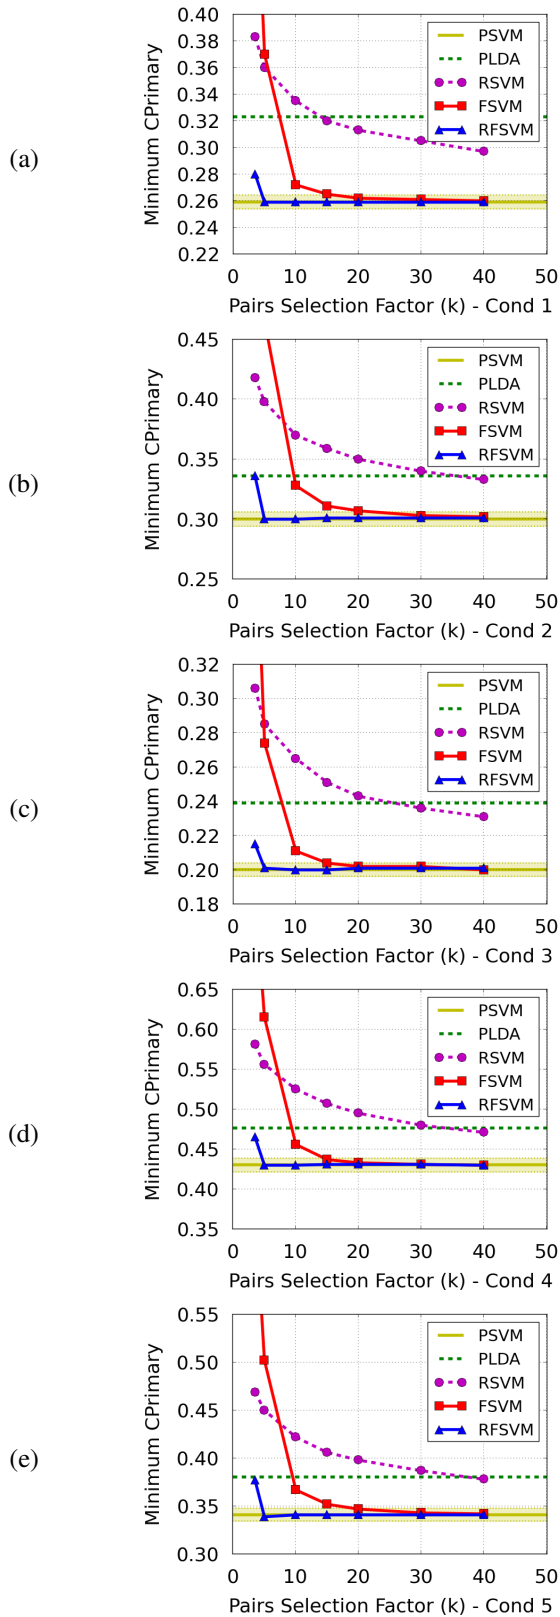 (a)
Minimum CPrimary
0.40
0.38
0.36
0.34
0.32
0.30
0.28
0.26
0.24
0.22
PSVM
PLDA
RSVM
FSVM
RFSVM
0 10 20 30 40 50
Pairs Selection Factor (k) - Cond 1
(b)
Minimum CPrimary
0.45
0.40
0.35
0.30
0.25
PSVM
PLDA
RSVM
FSVM
RFSVM
0 10 20 30 40 50
Pairs Selection Factor (k) - Cond 2
(c)
Minimum CPrimary
0.32
0.30
0.28
0.26
0.24
0.22
0.20
0.18
PSVM
PLDA
RSVM
FSVM
RFSVM
0 10 20 30 40 50
Pairs Selection Factor (k) - Cond 3
(d)
Minimum CPrimary
0.65
0.60
0.55
0.50
0.45
0.40
0.35
PSVM
PLDA
RSVM
FSVM
RFSVM
0 10 20 30 40 50
Pairs Selection Factor (k) - Cond 4
(e)
Minimum CPrimary
0.55
0.50
0.45
0.40
0.35
0.30
PSVM
PLDA
RSVM
FSVM
RFSVM
0 10 20 30 40 50
Pairs Selection Factor (k) - Cond 5